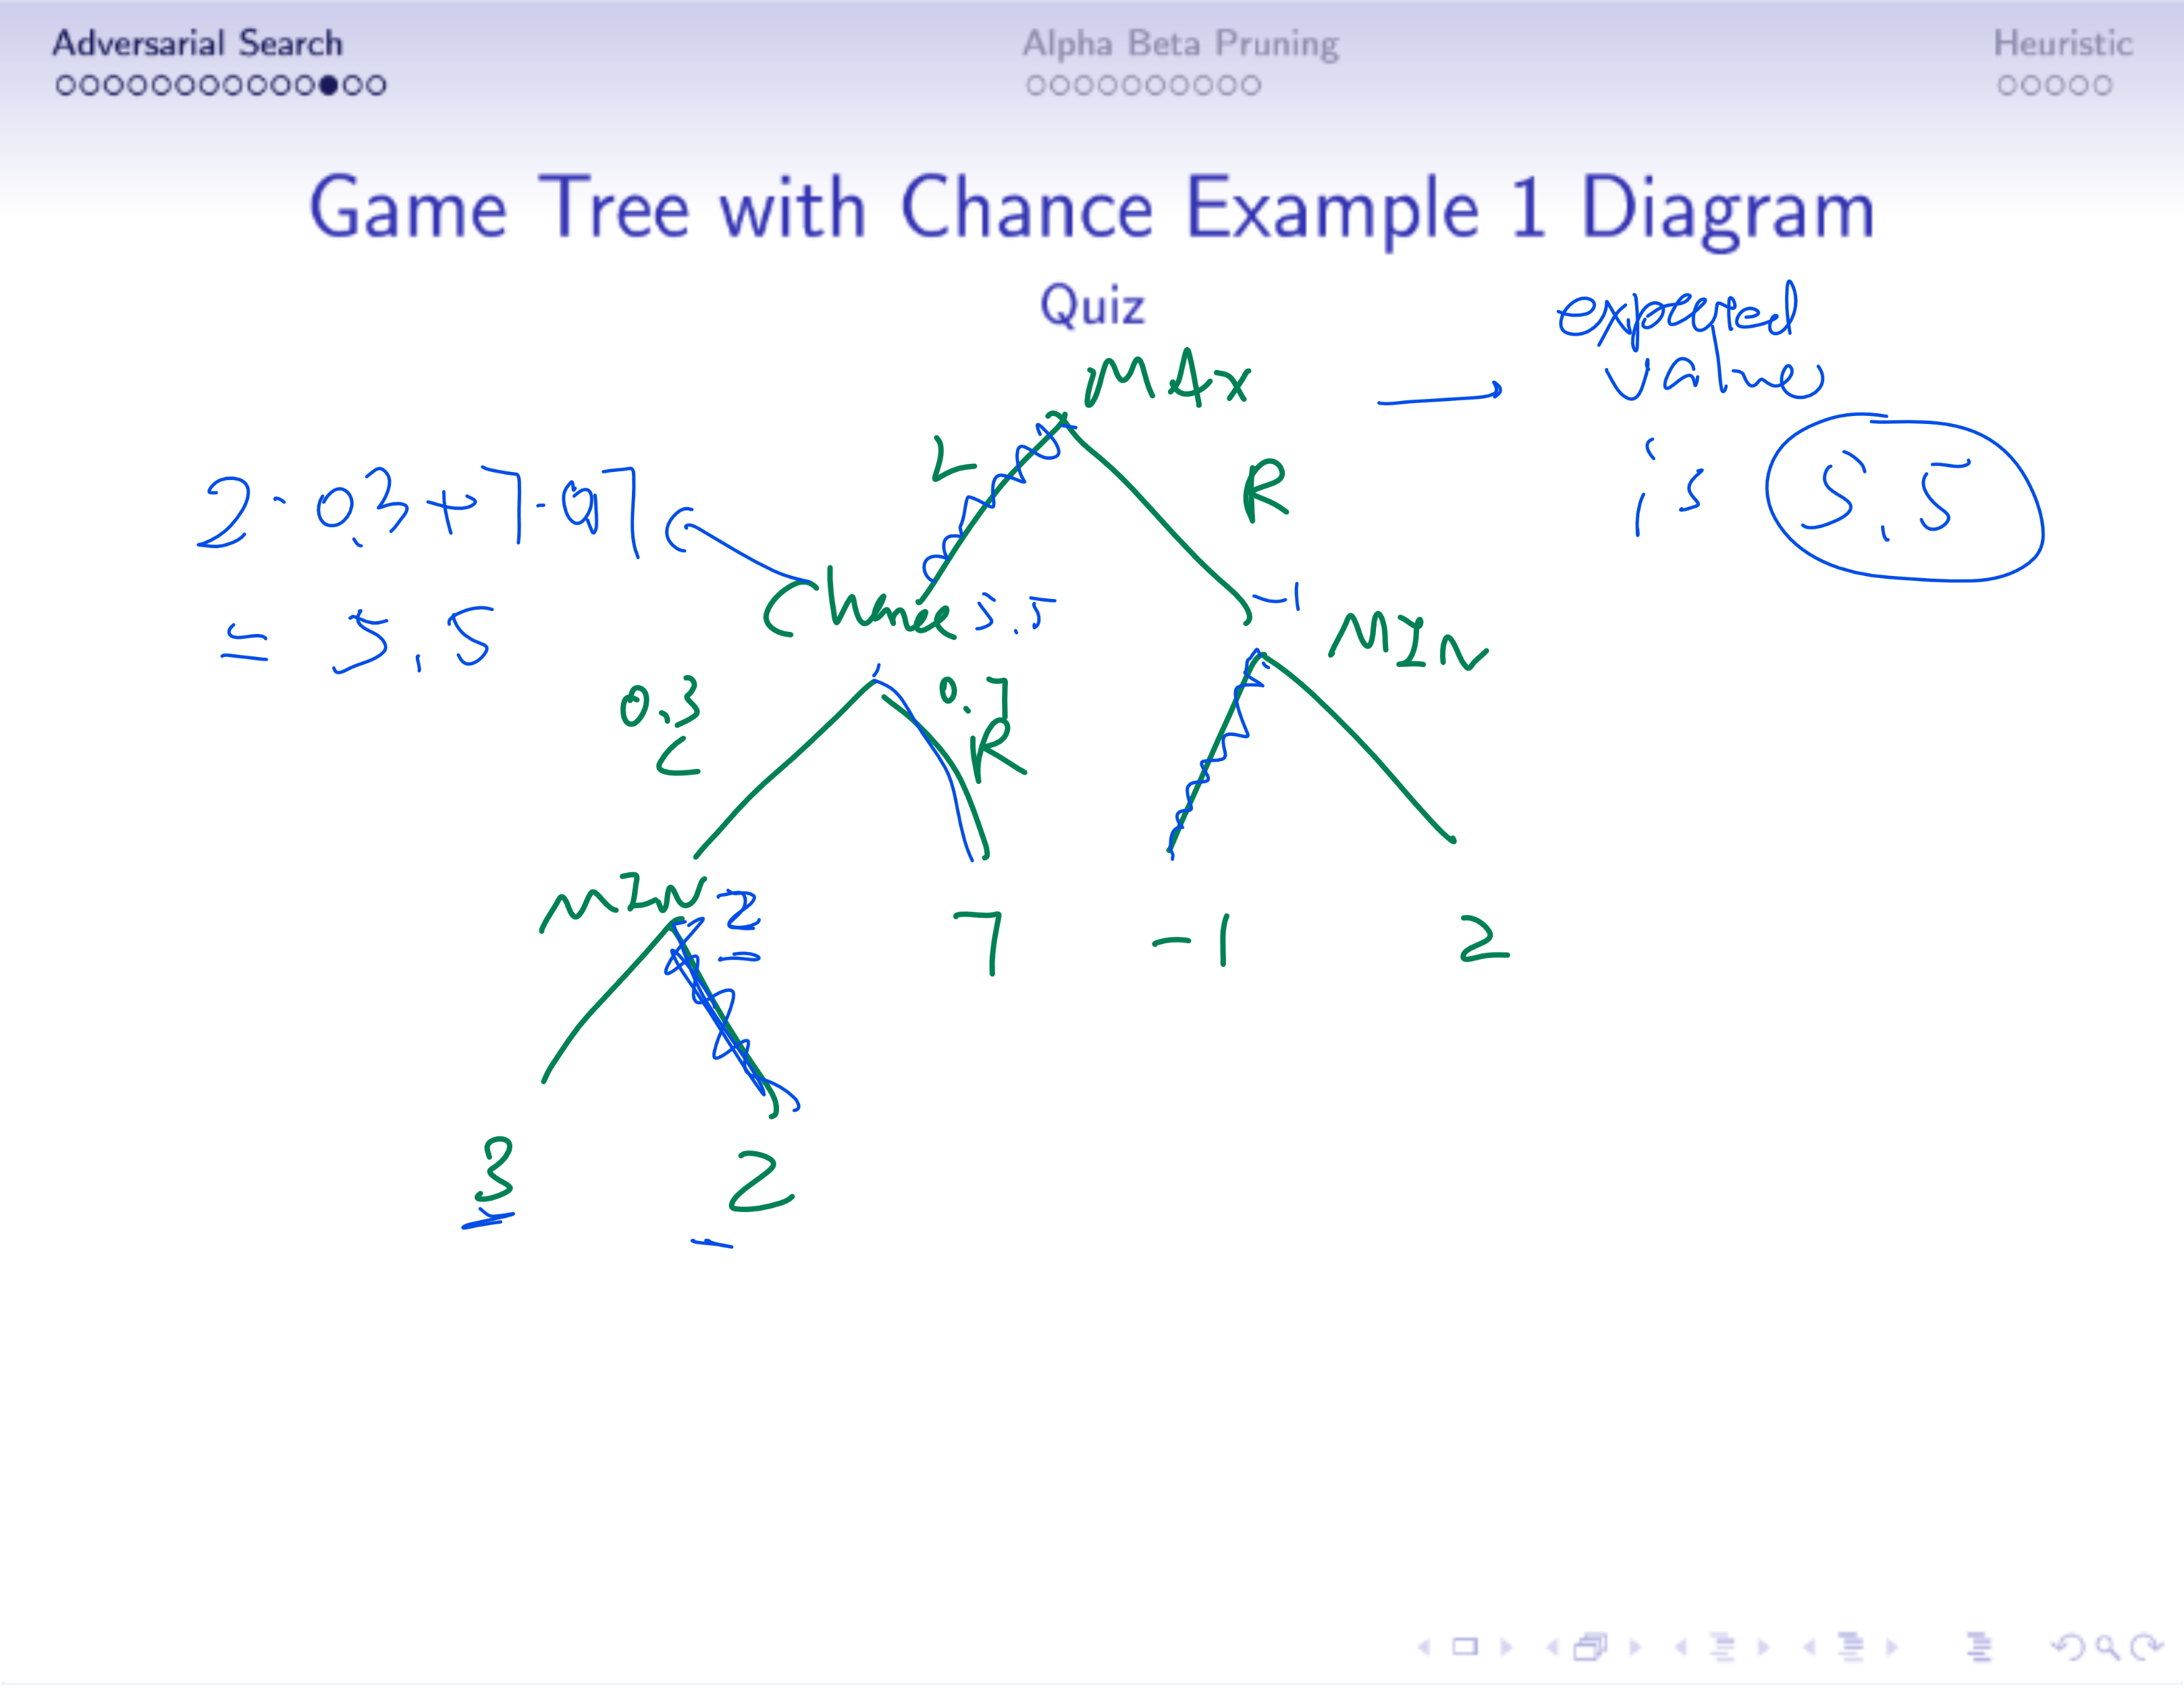 Adversarial Search
Alpha Beta Pruning
Heuristic
Game Tree with Chance Example 1 Diagram
Quiz
expected
value
is 5.5
MAX
L
R
2·0.3+7·0.7
= 5.5
Chance 5.5
-1
MIN
0.3
L
0.7
R
MIN 2
7
-1
2
3
2